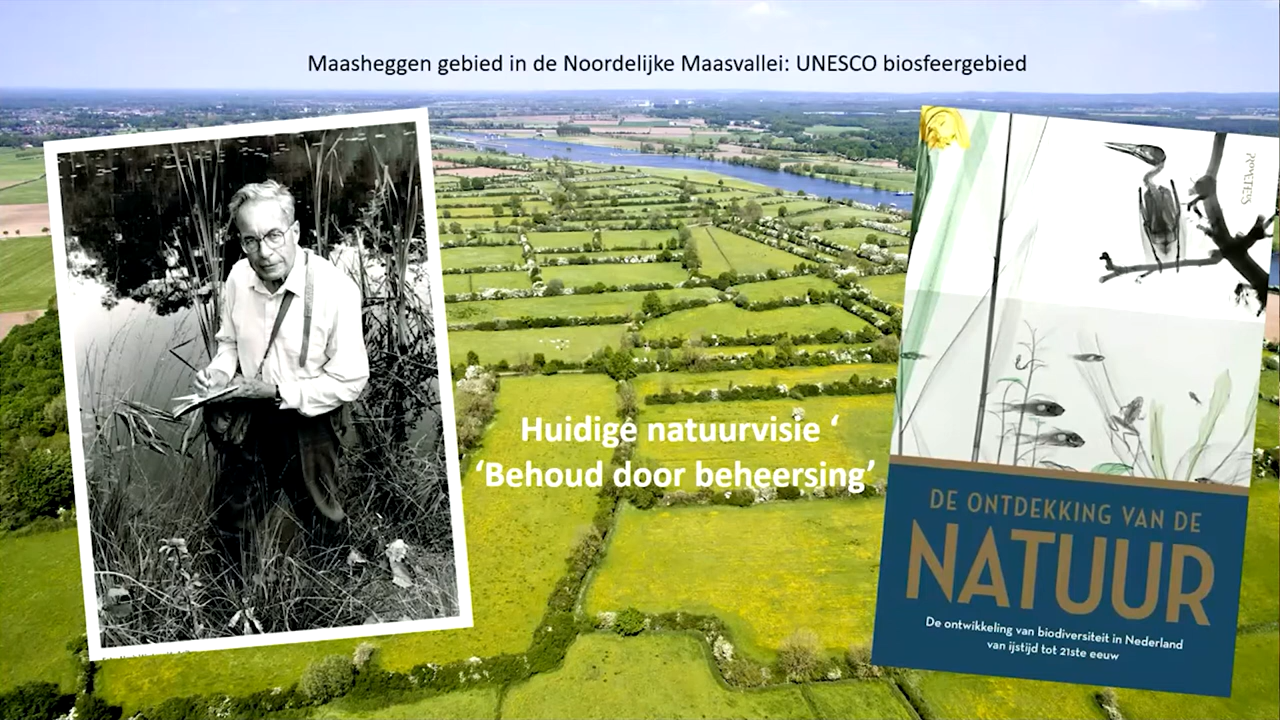 Maasheggen gebied in de Noordelijke Maasvallei: UNESCO biosfeergebied
Huidige natuurvisie ‘
‘Behoud door beheersing’
DE ONTDEKKING VAN DE
NATUUR
De ontwikkeling van biodiversiteit in Nederland
van ijstijd tot 21ste eeuw